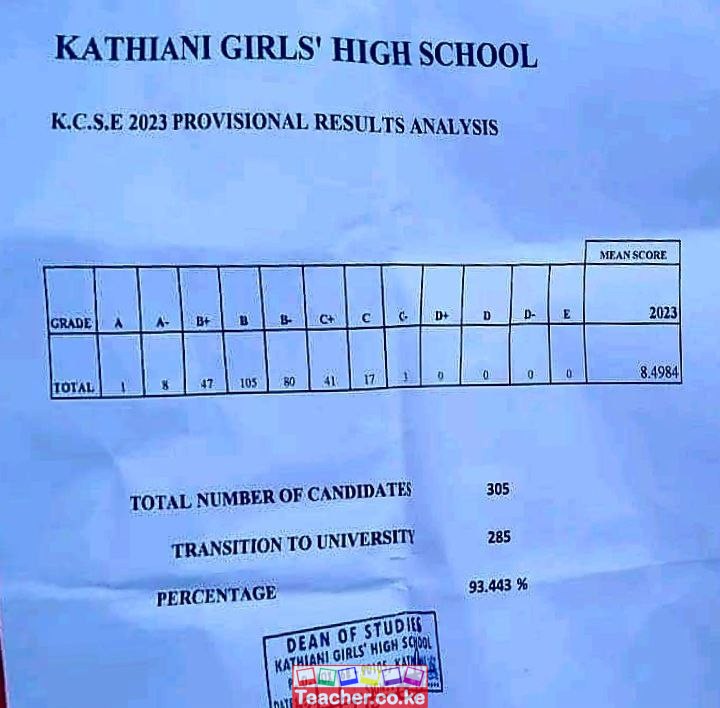 KATHIANI GIRLS' HIGH SCHOOL
K.C.S.E 2023 PROVISIONAL RESULTS ANALYSIS
MEAN SCORE
GRADE A A- B+ B B- C+ C C- D+ D D- E 2023
TOTAL 1 8 47 105 80 41 17 0 0 0 0 8.4984
TOTAL NUMBER OF CANDIDATES 305
TRANSITION TO UNIVERSITY 285
PERCENTAGE 93.443 %
DEAN OF STUDIES
KATHIANI GIRLS' HIGH SCHOOL
DATE
Teacher.co.ke